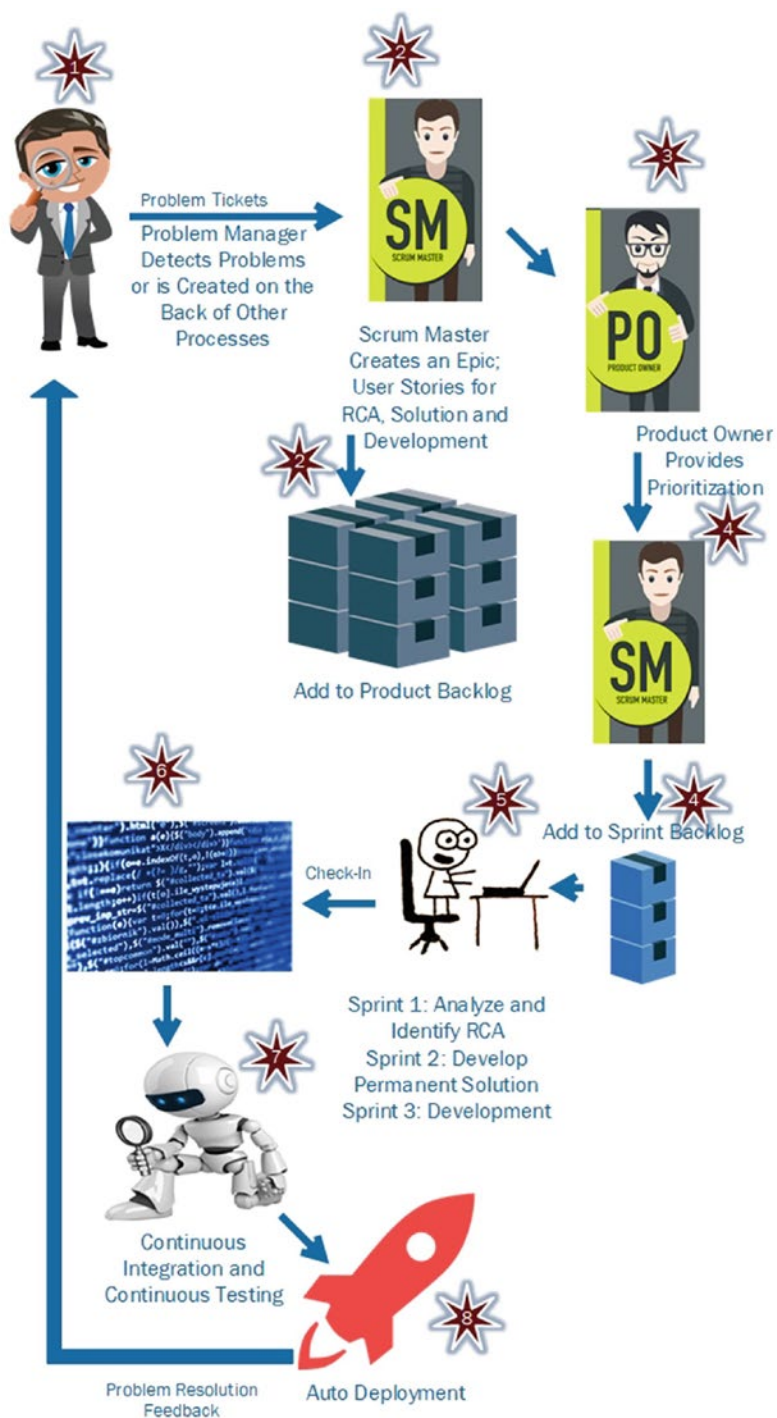 1
2
3
Problem Tickets
Problem Manager
Detects Problems
or is Created on the
Back of Other
Processes
SM
SCRUM MASTER
PO
PRODUCT OWNER
Scrum Master
Creates an Epic;
User Stories for
RCA, Solution and
Development
2
Product Owner
Provides
Prioritization
4
Add to Product Backlog
SM
SCRUM MASTER
6
5
4
Add to Sprint Backlog
Check-In
Sprint 1: Analyze and
Identify RCA
Sprint 2: Develop
Permanent Solution
Sprint 3: Development
7
Continuous
Integration and
Continuous Testing
8
Problem Resolution
Feedback
Auto Deployment